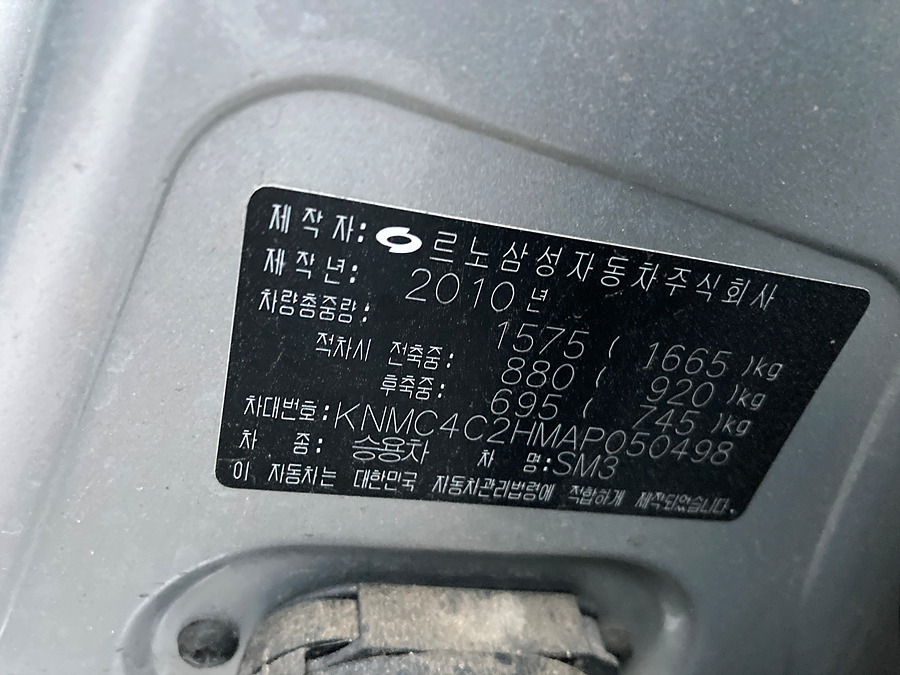 제작자: 르노삼성자동차주식회사
제작년: 2010년
차량총중량: 1575 ( 1665 )kg
적차시 전축중: 880 ( 920 )kg
후축중: 695 ( 745 )kg
차대번호: KNMC4C2HMAP050498
차 종: 승용차 차 명: SM3
이 자동차는 대한민국 자동차관리법령에 적합하게 제작되었습니다.